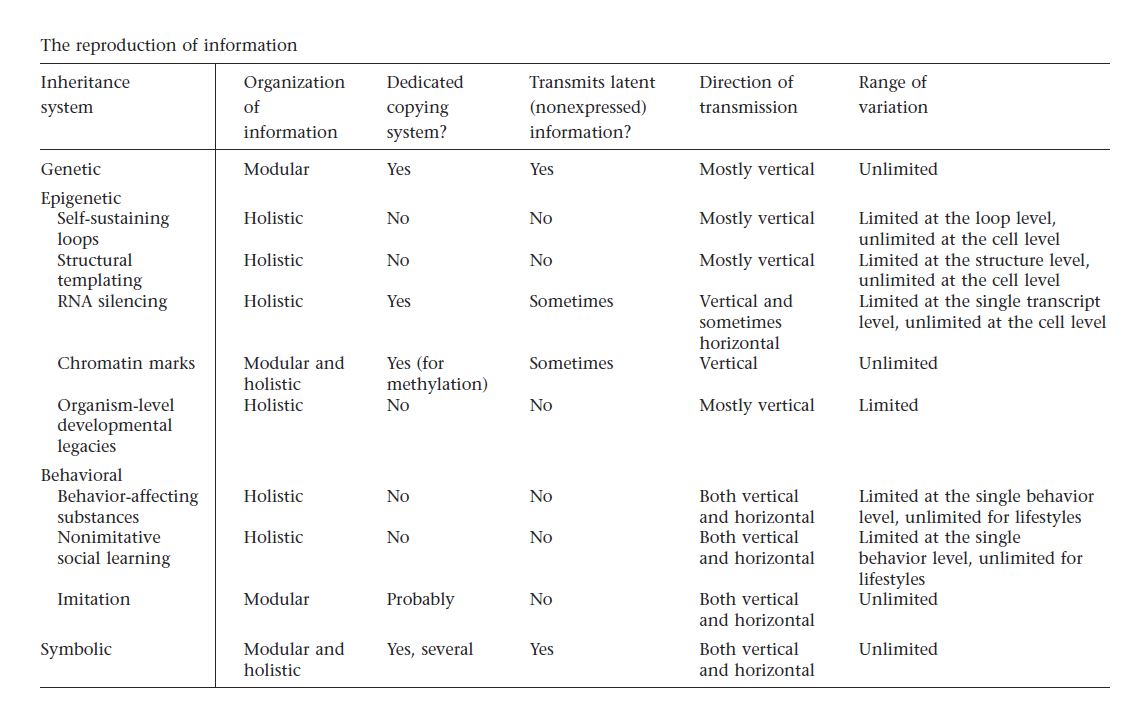 The reproduction of information
Inheritance system | Organization of information | Dedicated copying system? | Transmits latent (nonexpressed) information? | Direction of transmission | Range of variation
Genetic | Modular | Yes | Yes | Mostly vertical | Unlimited
Epigenetic
Self-sustaining loops | Holistic | No | No | Mostly vertical | Limited at the loop level, unlimited at the cell level
Structural templating | Holistic | No | No | Mostly vertical | Limited at the structure level, unlimited at the cell level
RNA silencing | Holistic | Yes | Sometimes | Vertical and sometimes horizontal | Limited at the single transcript level, unlimited at the cell level
Chromatin marks | Modular and holistic | Yes (for methylation) | Sometimes | Vertical | Unlimited
Organism-level developmental legacies | Holistic | No | No | Mostly vertical | Limited
Behavioral
Behavior-affecting substances | Holistic | No | No | Both vertical and horizontal | Limited at the single behavior level, unlimited for lifestyles
Nonimitative social learning | Holistic | No | No | Both vertical and horizontal | Limited at the single behavior level, unlimited for lifestyles
Imitation | Modular | Probably | No | Both vertical and horizontal | Unlimited
Symbolic | Modular and holistic | Yes, several | Yes | Both vertical and horizontal | Unlimited